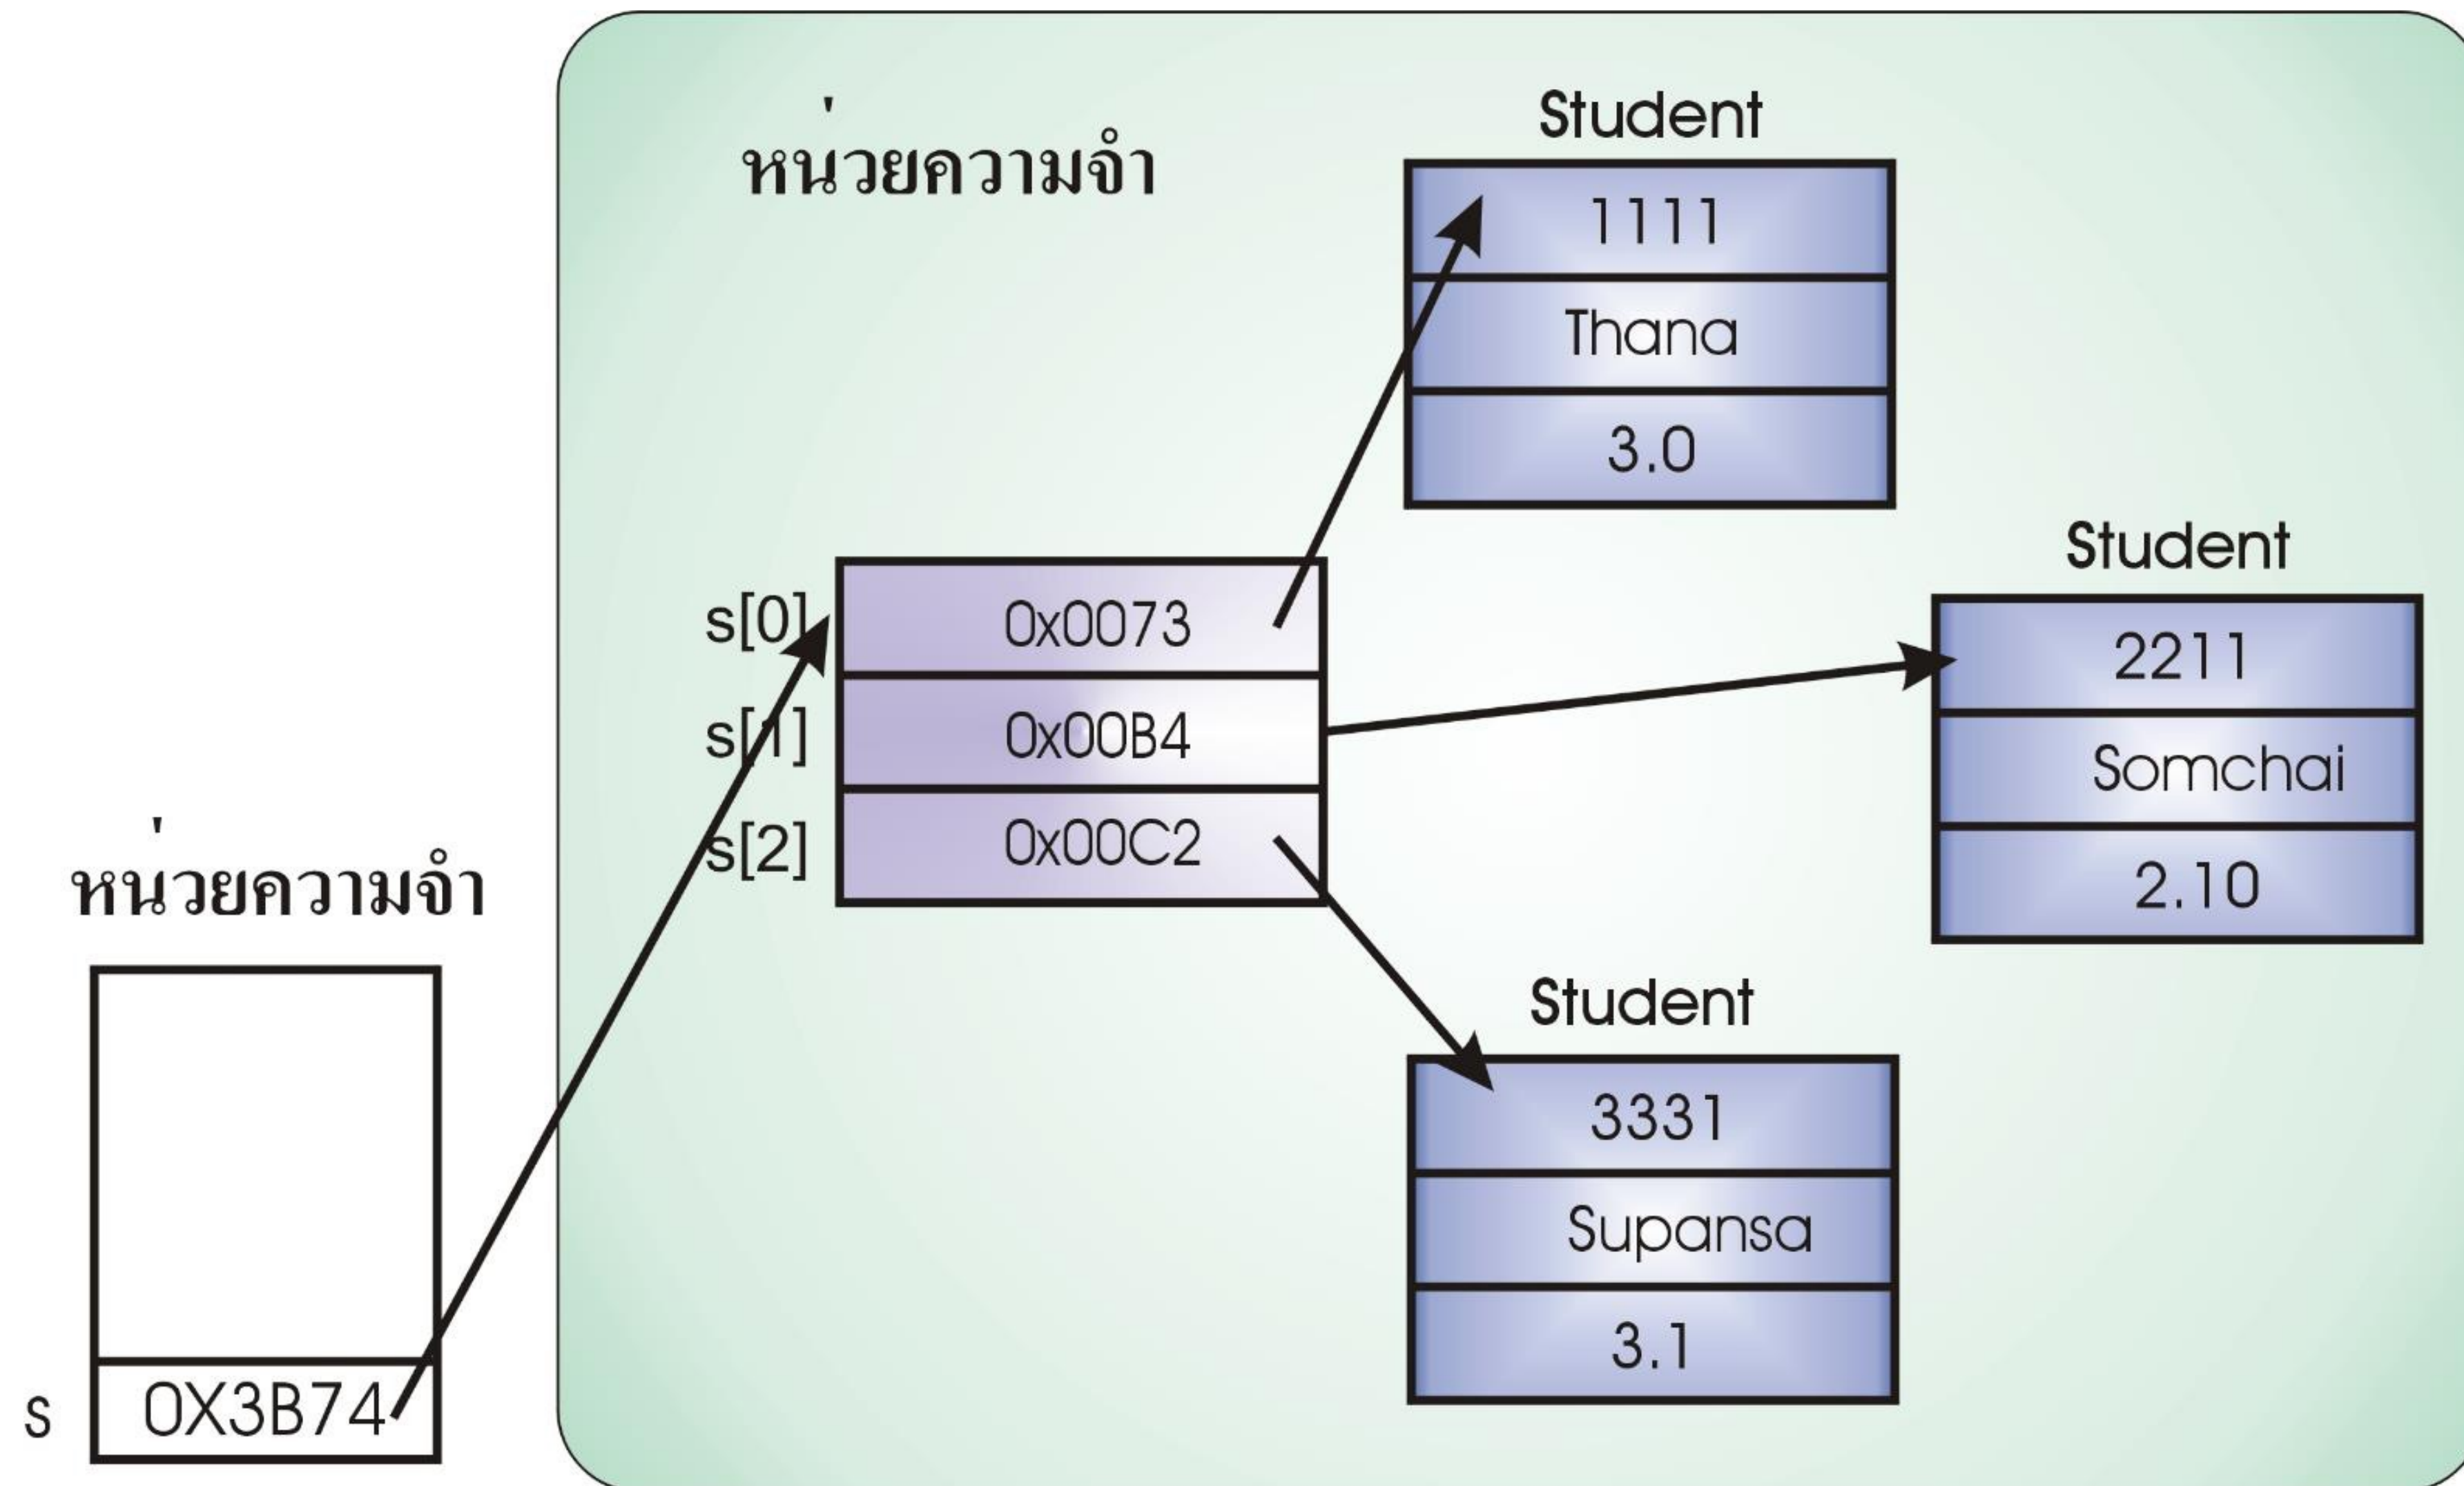 หน่วยความจำ
Student
1111
Thana
3.0
Student
2211
Somchai
2.10
s[0] 0x0073
s[1] 0x00B4
s[2] 0x00C2
Student
3331
Supansa
3.1
หน่วยความจำ
s 0X3B74